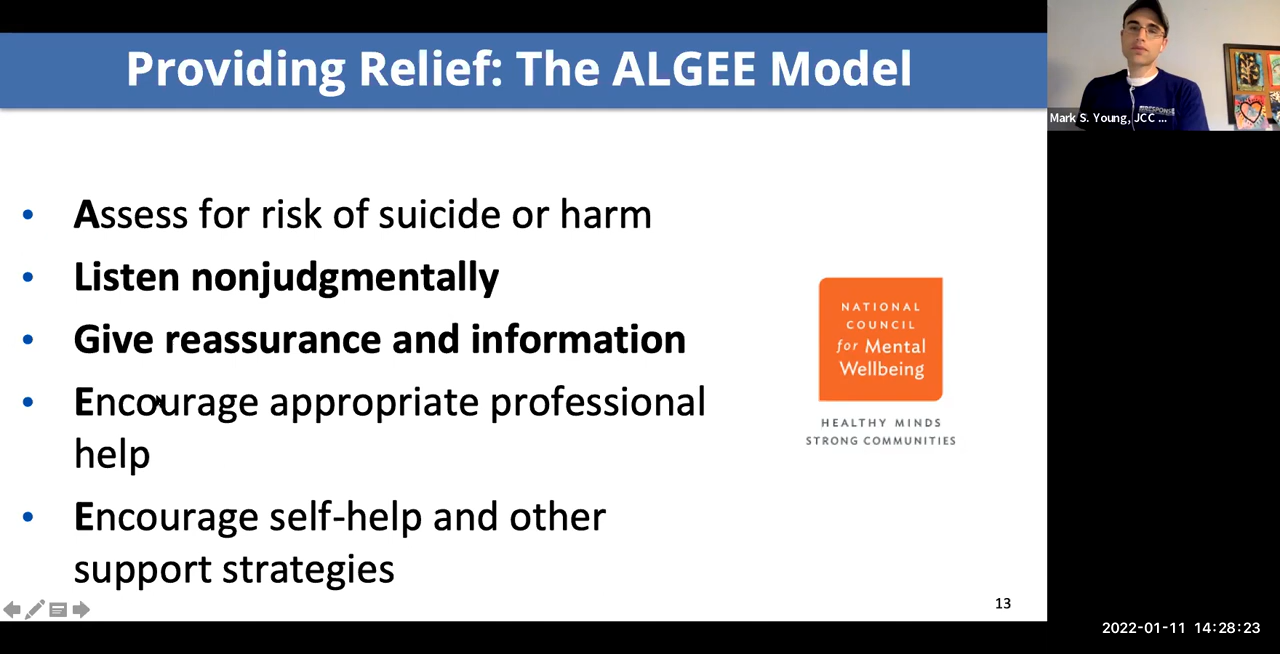 Providing Relief: The ALGEE Model
Mark S. Young, JCC ...
• Assess for risk of suicide or harm
• Listen nonjudgmentally
• Give reassurance and information
• Encourage appropriate professional
help
• Encourage self-help and other
support strategies
NATIONAL
COUNCIL
for Mental
Wellbeing
HEALTHY MINDS
STRONG COMMUNITIES
13
2022-01-11 14:28:23